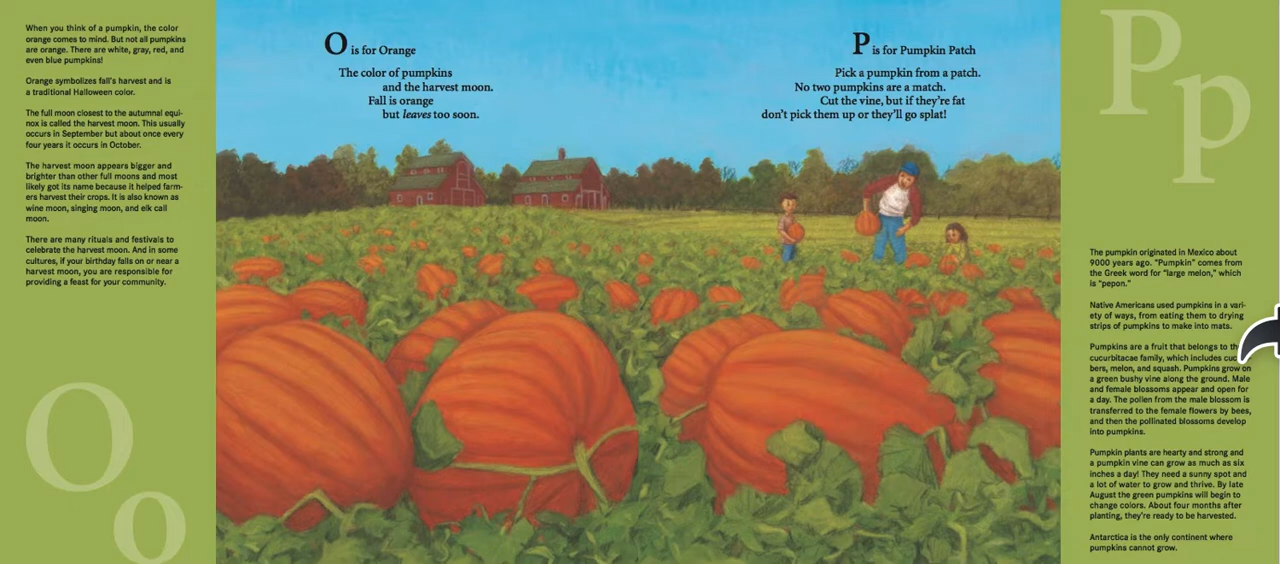 When you think of a pumpkin, the color
orange comes to mind. But not all pumpkins
are orange. There are white, gray, red, and
even blue pumpkins!
Orange symbolizes fall's harvest and is
a traditional Halloween color.
The full moon closest to the autumnal equi-
nox is called the harvest moon. This usually
occurs in September but about once every
four years it occurs in October.
The harvest moon appears bigger and
brighter than other full moons and most
likely got its name because it helped farm-
ers harvest their crops. It is also known as
wine moon, singing moon, and elk call
moon.
There are many rituals and festivals to
celebrate the harvest moon. And in some
cultures, if your birthday falls on or near a
harvest moon, you are responsible for
providing a feast for your community.
O
o
O is for Orange
The color of pumpkins
and the harvest moon.
Fall is orange
but leaves too soon.
P is for Pumpkin Patch
Pick a pumpkin from a patch.
No two pumpkins are a match.
Cut the vine, but if they're fat
don't pick them up or they'll go splat!
P
p
The pumpkin originated in Mexico about
9000 years ago. "Pumpkin" comes from
the Greek word for "large melon," which
is "pepon."
Native Americans used pumpkins in a vari-
ety of ways, from eating them to drying
strips of pumpkins to make into mats.
Pumpkins are a fruit that belongs to the
cucurbitacae family, which includes cucum-
bers, melon, and squash. Pumpkins grow on
a green bushy vine along the ground. Male
and female blossoms appear and open for
a day. The pollen from the male blossom is
transferred to the female flowers by bees,
and then the pollinated blossoms develop
into pumpkins.
Pumpkin plants are hearty and strong and
a pumpkin vine can grow as much as six
inches a day! They need a sunny spot and
a lot of water to grow and thrive. By late
August the green pumpkins will begin to
change colors. About four months after
planting, they're ready to be harvested.
Antarctica is the only continent where
pumpkins cannot grow.